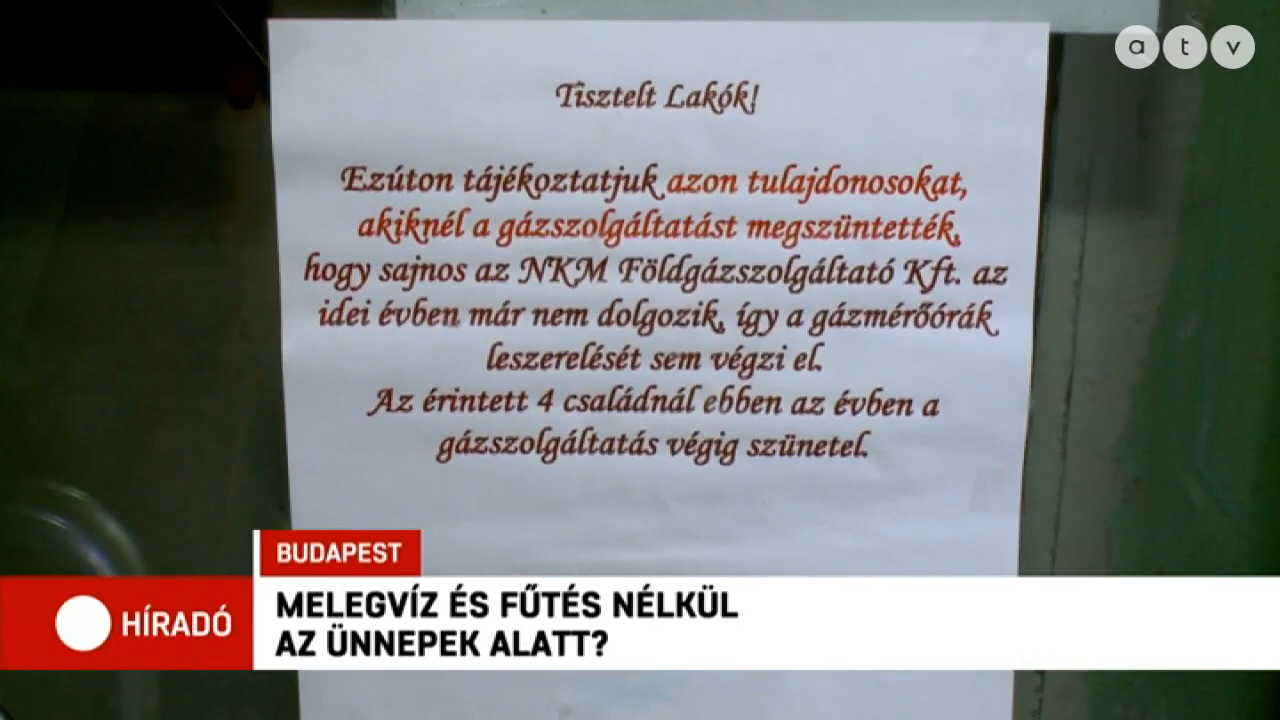 a t v
Tisztelt Lakók!
Ezúton tájékoztatjuk azon tulajdonosokat,
akiknél a gázszolgáltatást megszüntették,
hogy sajnos az NKM Földgázszolgáltató Kft. az
idei évben már nem dolgozik, így a gázmérőórák
leszerelését sem végzi el.
Az érintett 4 családnál ebben az évben a
gázszolgáltatás végig szünetel.
BUDAPEST
HÍRADÓ
MELEGVÍZ ÉS FŰTÉS NÉLKÜL
AZ ÜNNEPEK ALATT?